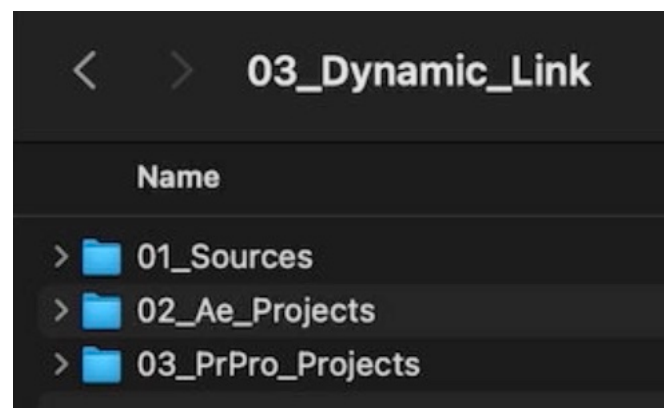 03_Dynamic_Link
Name
01_Sources
02_Ae_Projects
03_PrPro_Projects